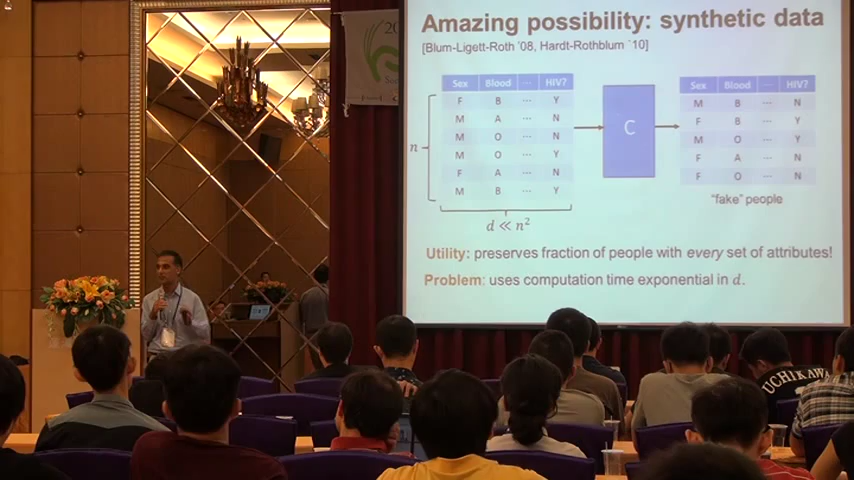 Amazing possibility: synthetic data
[Blum-Ligett-Roth '08, Hardt-Rothblum `10]
Sex Blood ... HIV?
F B ... Y
M A ... N
M O ... N
M O ... Y
F A ... N
M B ... Y
n
d ≪ n²
C
Sex Blood ... HIV?
M B ... N
F B ... Y
M O ... Y
F A ... N
F O ... N
"fake" people
Utility: preserves fraction of people with every set of attributes!
Problem: uses computation time exponential in d.
20
UCHIKAWA